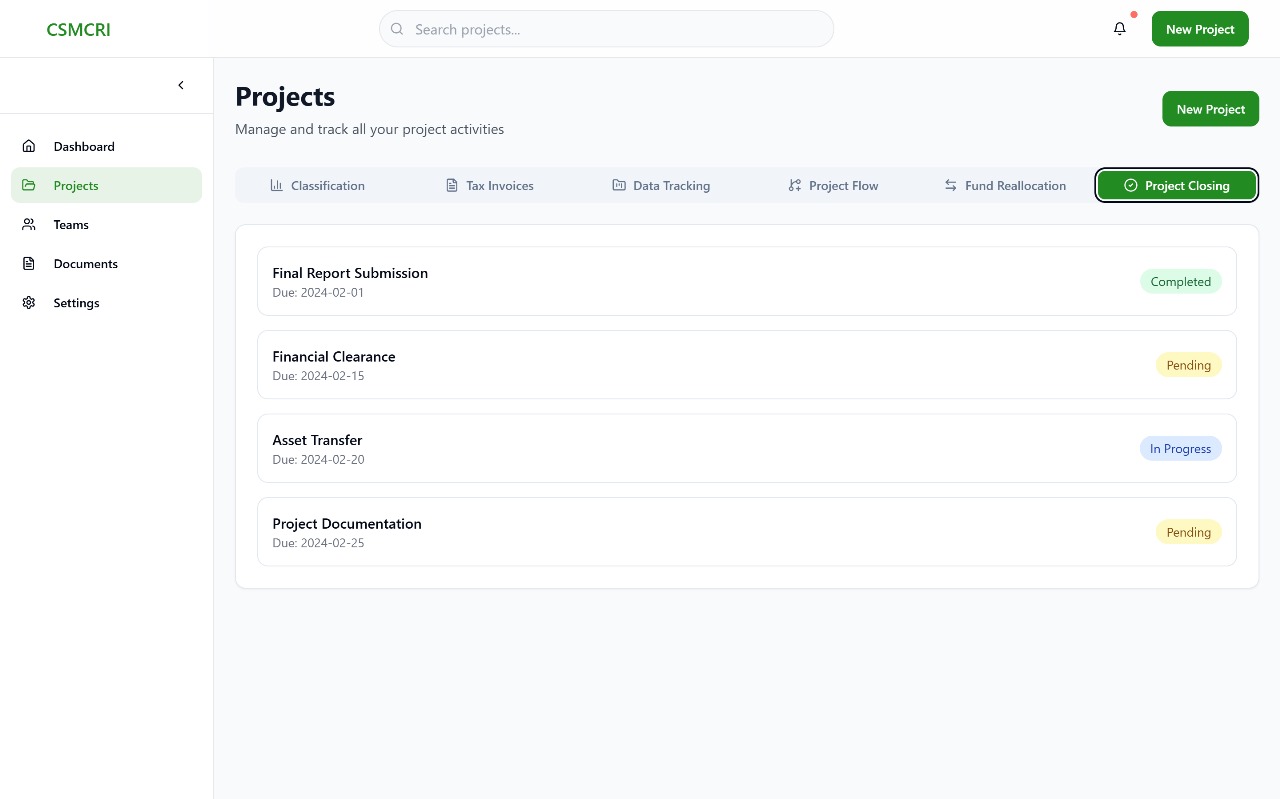 CSMCRI
Search projects...
New Project
Dashboard
Projects
Teams
Documents
Settings
Projects
Manage and track all your project activities
New Project
Classification
Tax Invoices
Data Tracking
Project Flow
Fund Reallocation
Project Closing
Final Report Submission
Due: 2024-02-01
Completed
Financial Clearance
Due: 2024-02-15
Pending
Asset Transfer
Due: 2024-02-20
In Progress
Project Documentation
Due: 2024-02-25
Pending